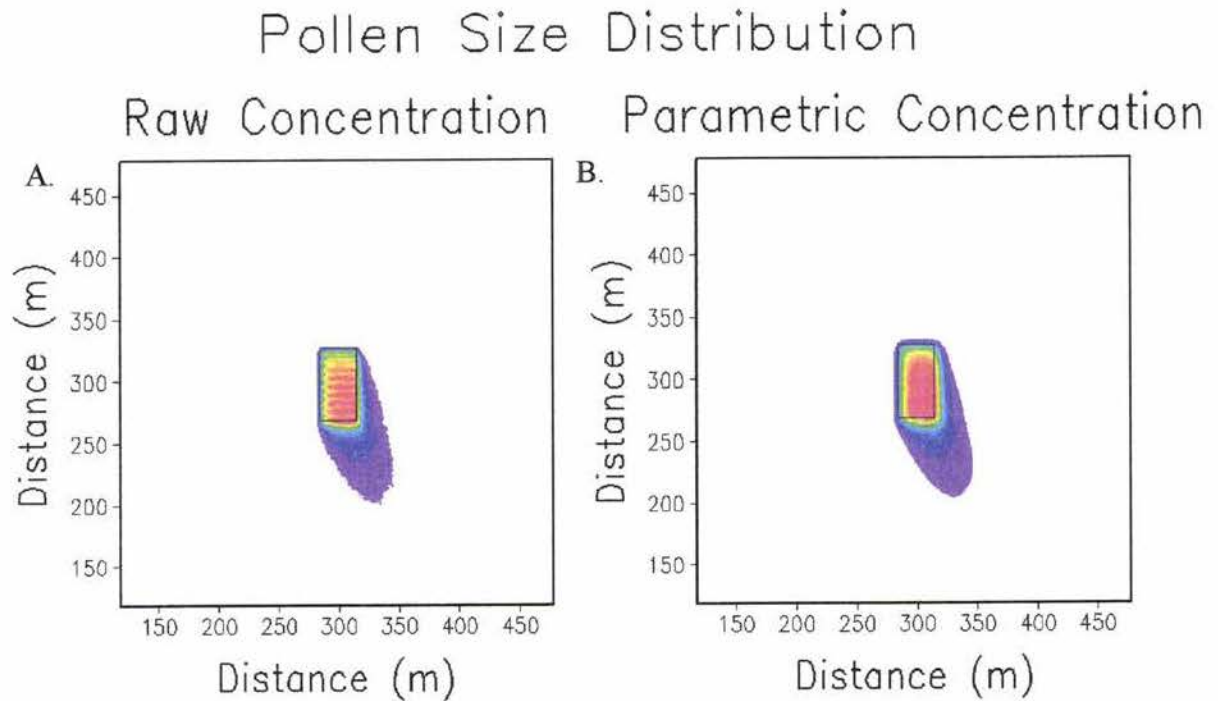 Pollen Size Distribution
Raw Concentration
Parametric Concentration
A.
450
400
350
300
250
200
150
Distance (m)
150 200 250 300 350 400 450
Distance (m)
B.
450
400
350
300
250
200
150
Distance (m)
150 200 250 300 350 400 450
Distance (m)